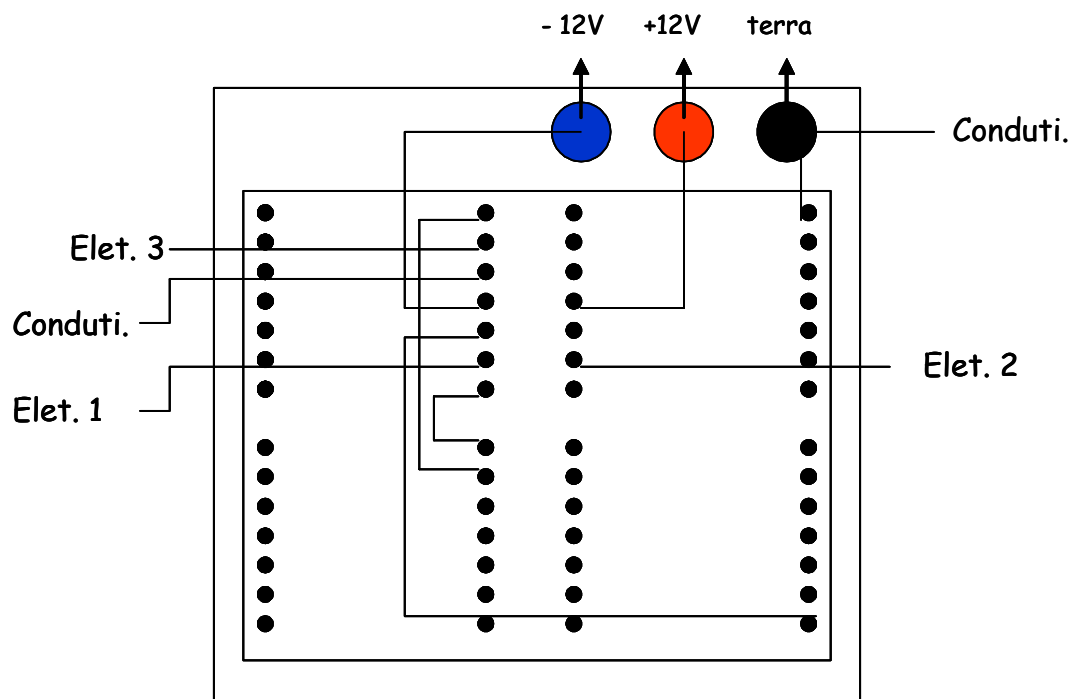 - 12V
+12V
terra
Conduti.
Elet. 3
Conduti.
Elet. 2
Elet. 1